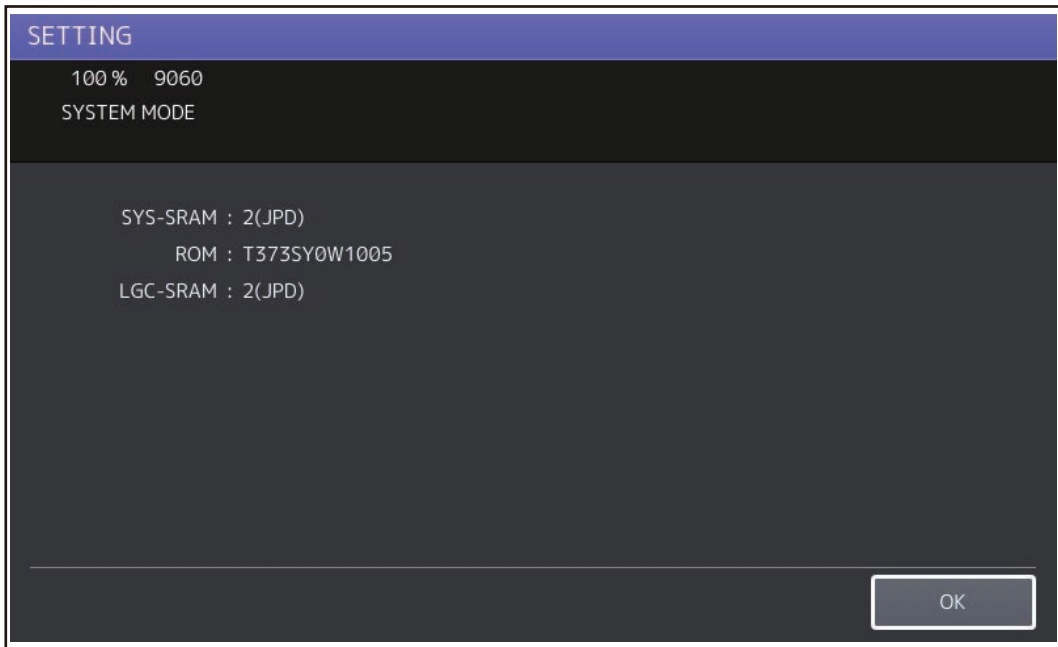 SETTING
100 % 9060
SYSTEM MODE
SYS-SRAM : 2(JPD)
ROM : T373SY0W1005
LGC-SRAM : 2(JPD)
OK